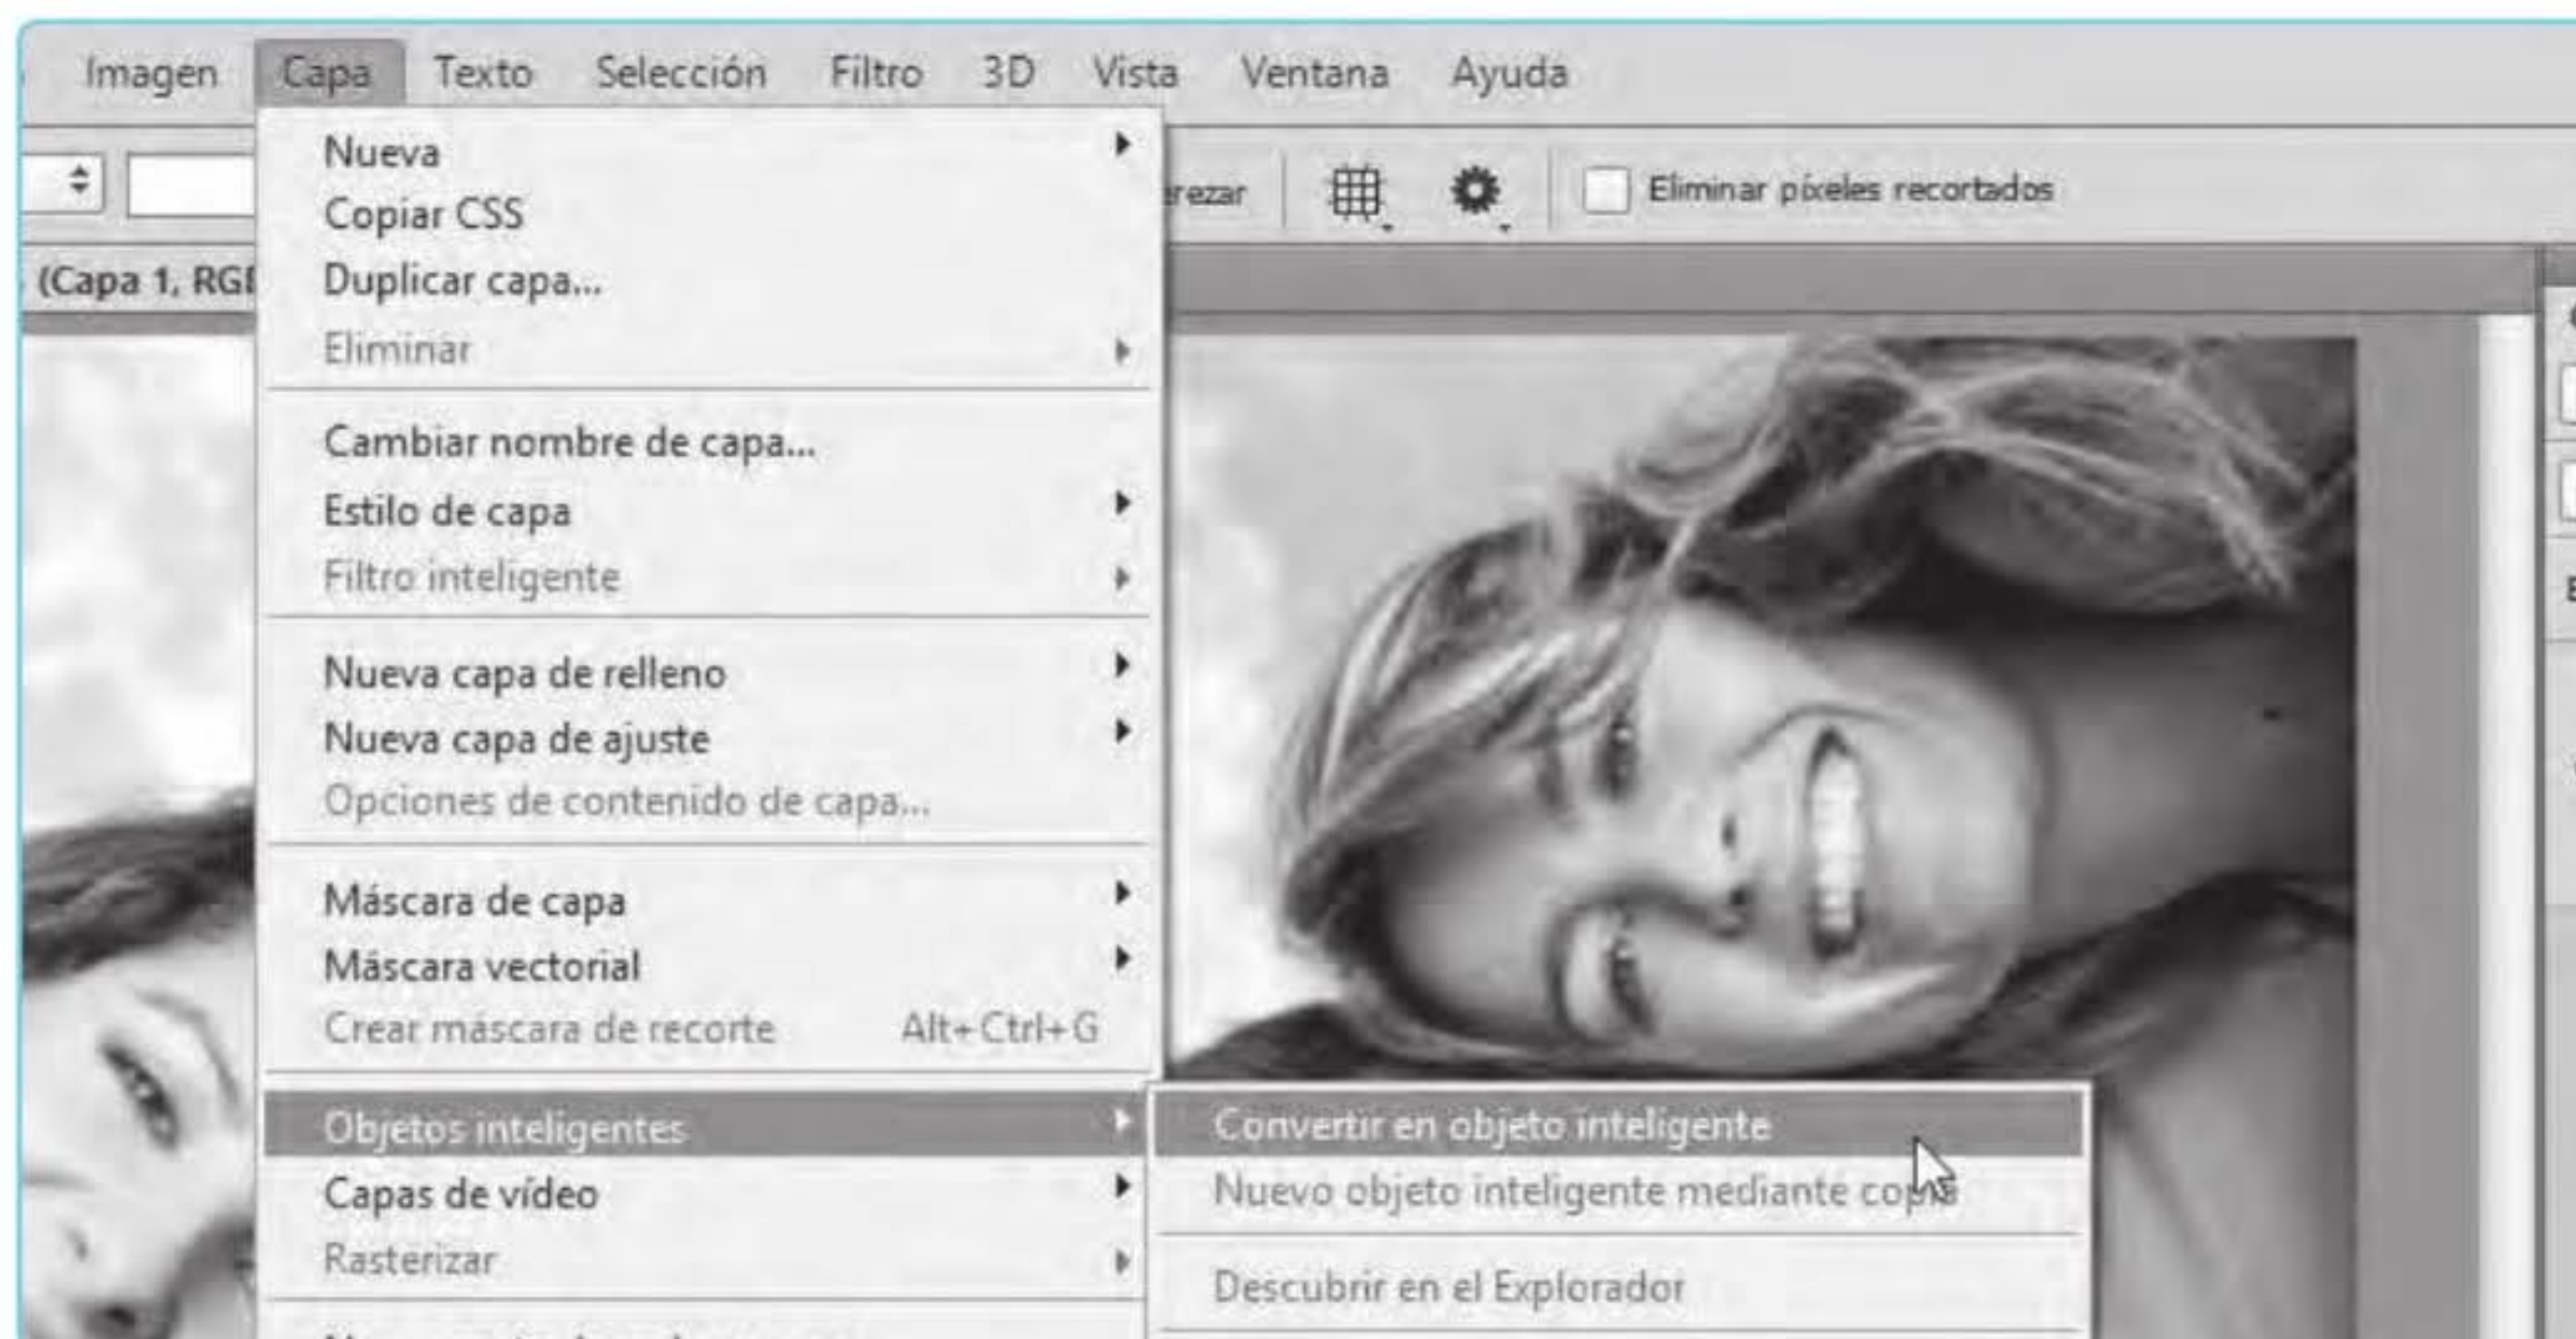 Imagen Capa Texto Selección Filtro 3D Vista Ventana Ayuda
Eliminar píxeles recortados
(Capa 1,
Nueva
Copiar CSS
Duplicar capa...
Eliminar
Cambiar nombre de capa...
Estilo de capa
Filtro inteligente
Nueva capa de relleno
Nueva capa de ajuste
Opciones de contenido de capa...
Máscara de capa
Máscara vectorial
Crear máscara de recorte Alt+Ctrl+G
Objetos inteligentes
Capas de vídeo
Rasterizar
Convertir en objeto inteligente
Nuevo objeto inteligente mediante copia
Descubrir en el Explorador